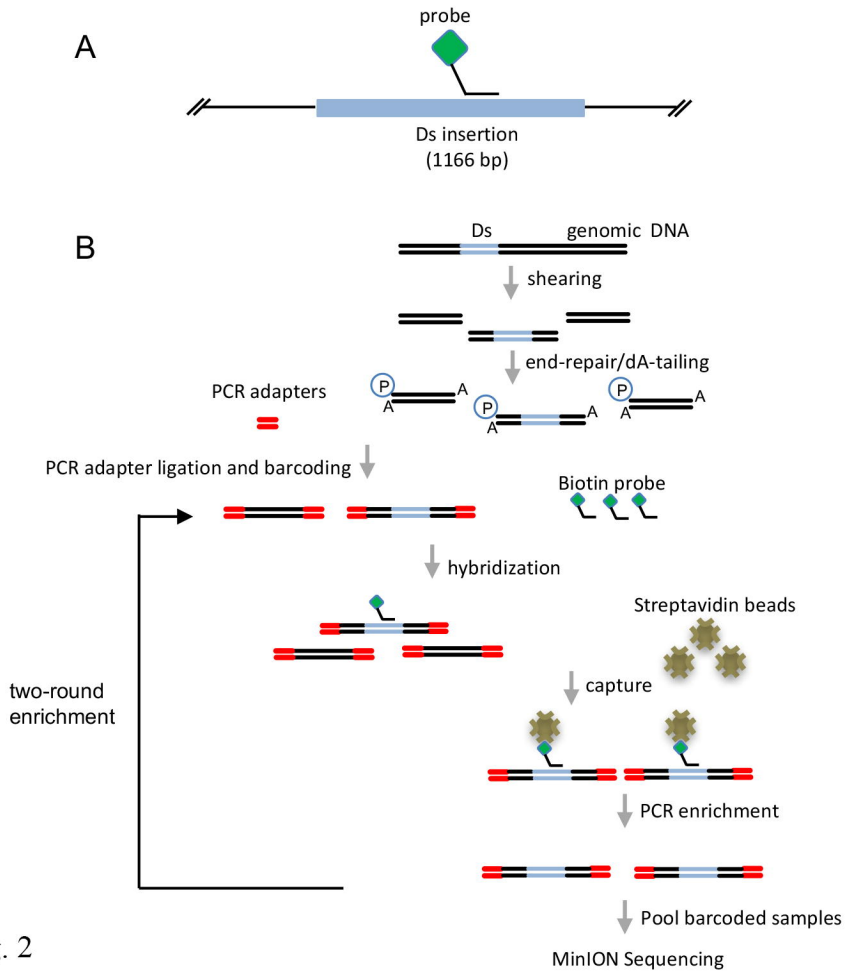 A
probe
Ds insertion
(1166 bp)
B
Ds genomic DNA
shearing
end-repair/dA-tailing
PCR adapters
P
A
A
P
A
A
P
A
A
PCR adapter ligation and barcoding
Biotin probe
hybridization
Streptavidin beads
capture
two-round
enrichment
PCR enrichment
Pool barcoded samples
MinION Sequencing
. 2